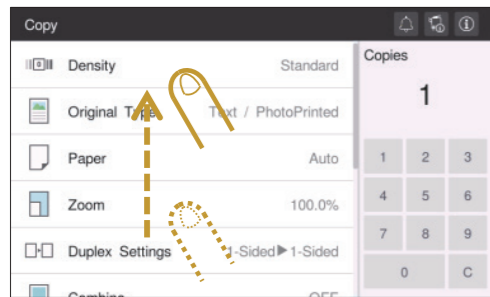 Copy
Density Standard
Original Type Text / PhotoPrinted
Paper Auto
Zoom 100.0%
Duplex Settings 1-Sided▶1-Sided
Combine OFF
Copies
1
1 2 3
4 5 6
7 8 9
0 C